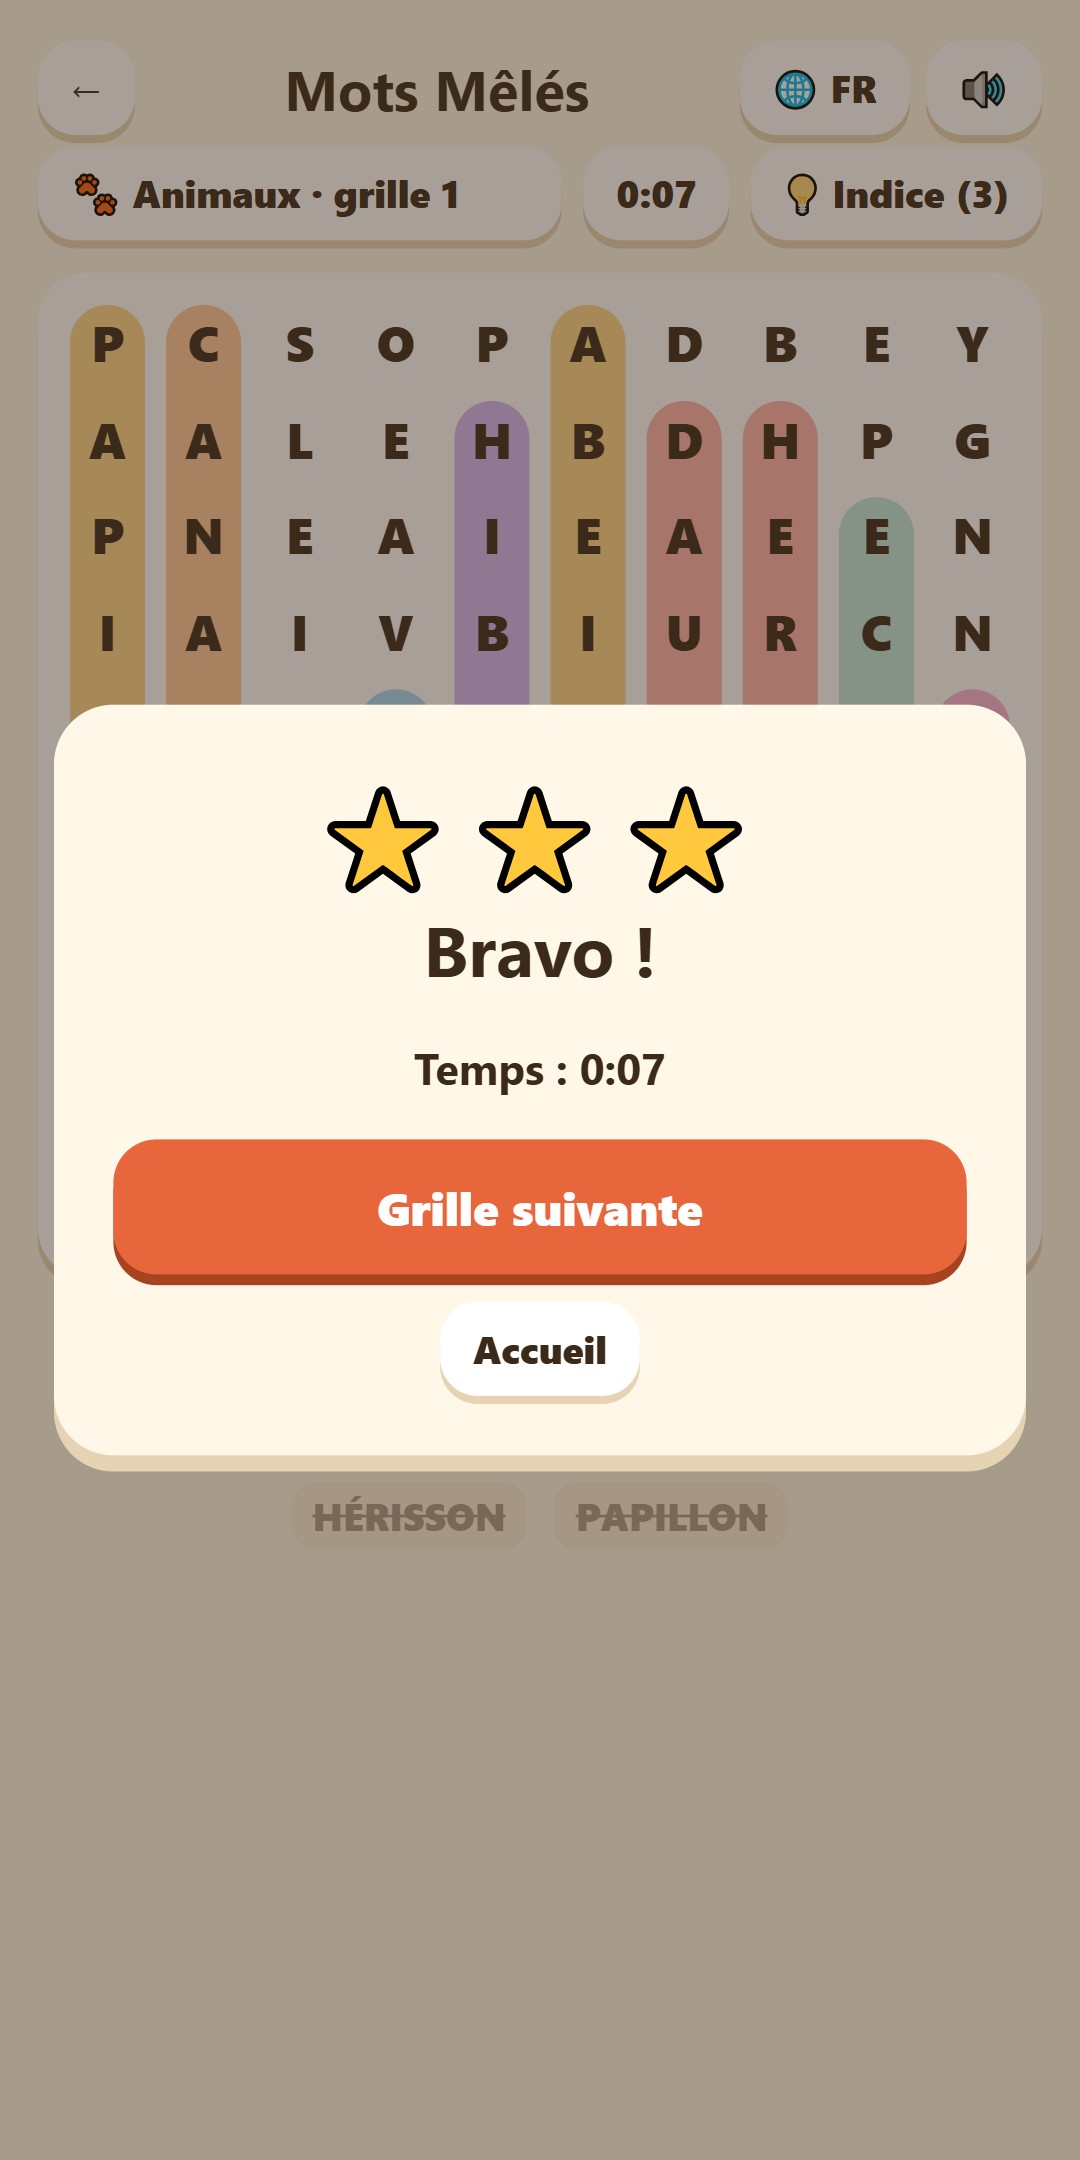 ←
Mots Mêlés
FR
Animaux · grille 1
0:07
Indice (3)
P C S O P A D B E Y
A A L E H B D H P G
P N E A I E A E E N
I A I V B I U R C N
Bravo !
Temps : 0:07
Grille suivante
Accueil
HÉRISSON
PAPILLON